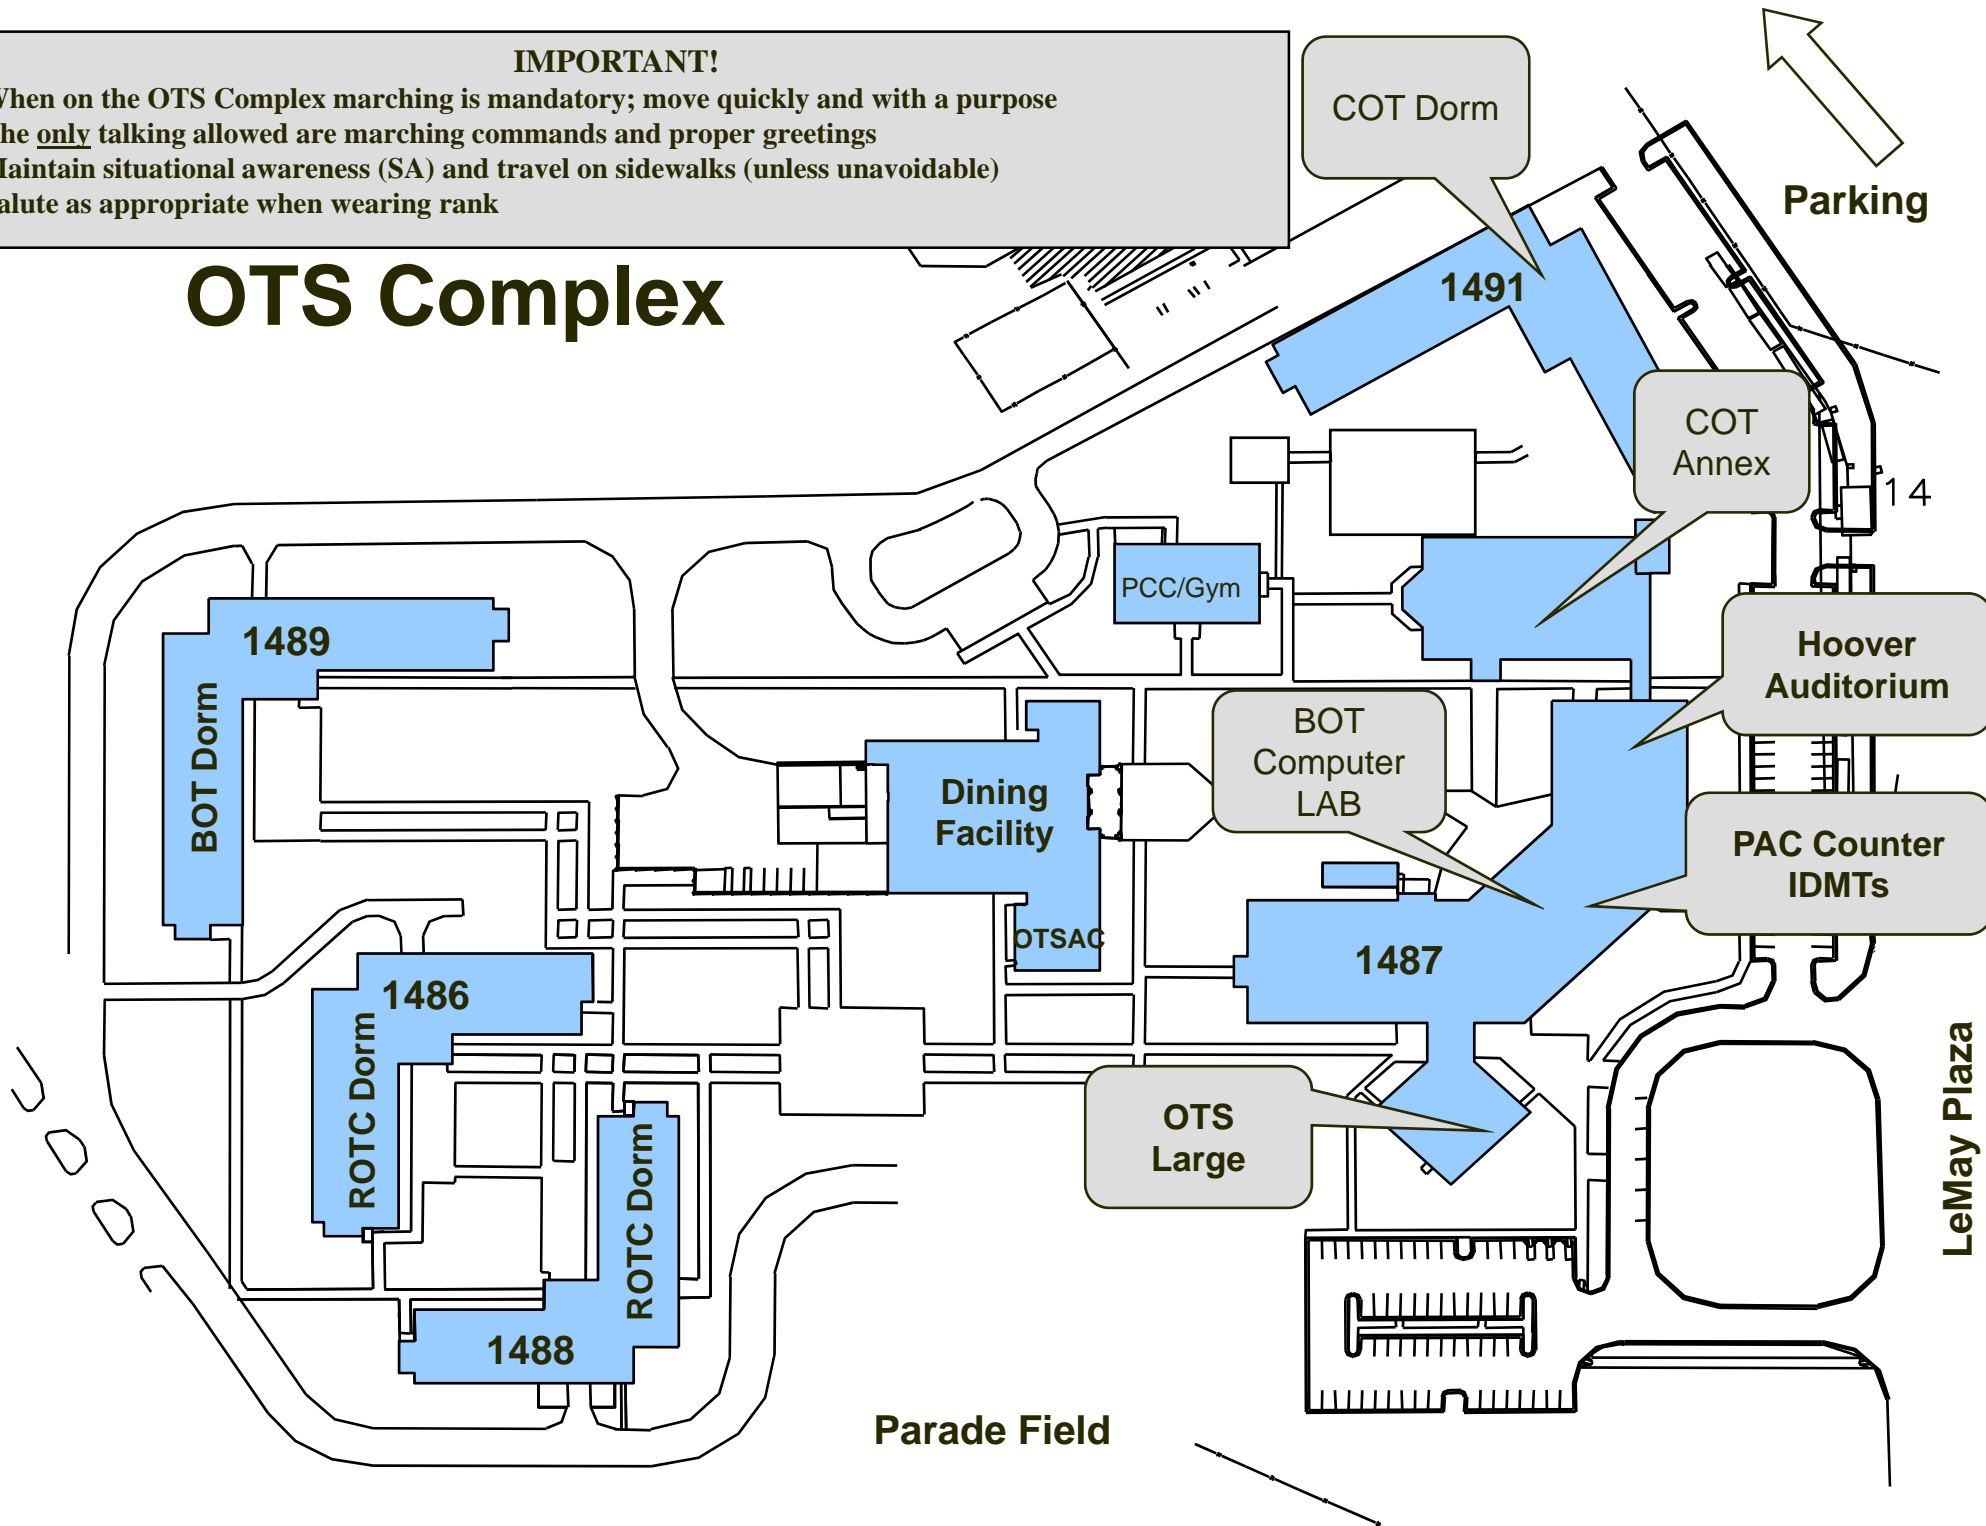 IMPORTANT!
When on the OTS Complex marching is mandatory; move quickly and with a purpose
he only talking allowed are marching commands and proper greetings
Maintain situational awareness (SA) and travel on sidewalks (unless unavoidable)
alute as appropriate when wearing rank
OTS Complex
COT Dorm
Parking
1491
COT
Annex
14
PCC/Gym
1489
BOT Dorm
Hoover
Auditorium
BOT
Computer
LAB
Dining
Facility
PAC Counter
IDMTs
OTSAC
1487
1486
ROTC Dorm
OTS
Large
ROTC Dorm
1488
LeMay Plaza
Parade Field